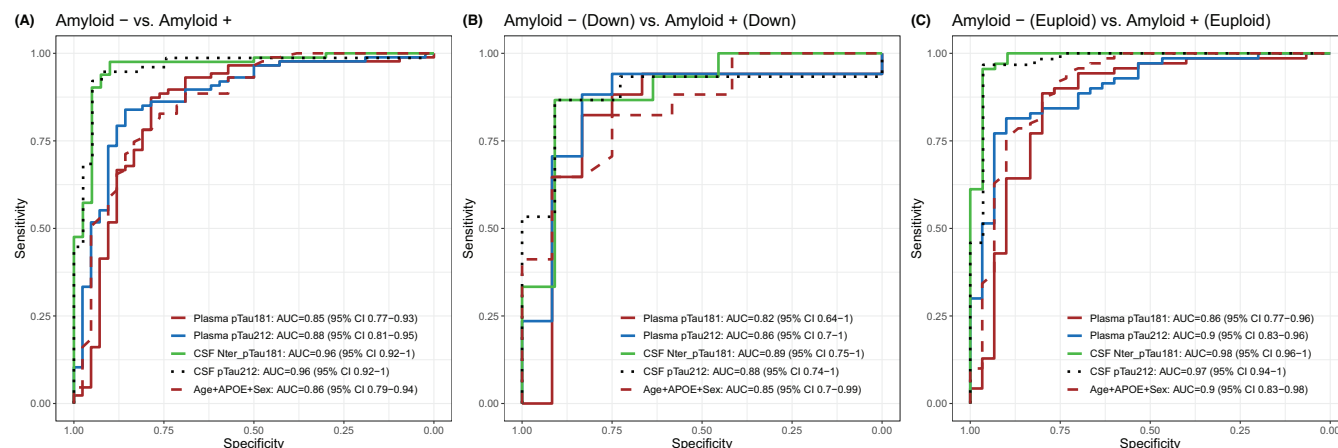 (A)
Amyloid − vs. Amyloid +
1.00
0.75
0.50
0.25
0.00
Sensitivity
Plasma pTau181: AUC=0.85 (95% CI 0.77−0.93)
Plasma pTau212: AUC=0.88 (95% CI 0.81−0.95)
CSF Nter_pTau181: AUC=0.96 (95% CI 0.92−1)
CSF pTau212: AUC=0.96 (95% CI 0.92−1)
Age+APOE+Sex: AUC=0.86 (95% CI 0.79−0.94)
1.00 0.75 0.50 0.25 0.00
Specificity
(B)
Amyloid − (Down) vs. Amyloid + (Down)
1.00
0.75
0.50
0.25
0.00
Sensitivity
Plasma pTau181: AUC=0.82 (95% CI 0.64−1)
Plasma pTau212: AUC=0.86 (95% CI 0.7−1)
CSF Nter_pTau181: AUC=0.89 (95% CI 0.75−1)
CSF pTau212: AUC=0.88 (95% CI 0.74−1)
Age+APOE+Sex: AUC=0.85 (95% CI 0.7−0.99)
1.00 0.75 0.50 0.25 0.00
Specificity
(C)
Amyloid − (Euploid) vs. Amyloid + (Euploid)
1.00
0.75
0.50
0.25
0.00
Sensitivity
Plasma pTau181: AUC=0.86 (95% CI 0.77−0.96)
Plasma pTau212: AUC=0.9 (95% CI 0.83−0.96)
CSF Nter_pTau181: AUC=0.98 (95% CI 0.96−1)
CSF pTau212: AUC=0.97 (95% CI 0.94−1)
Age+APOE+Sex: AUC=0.9 (95% CI 0.83−0.98)
1.00 0.75 0.50 0.25 0.00
Specificity